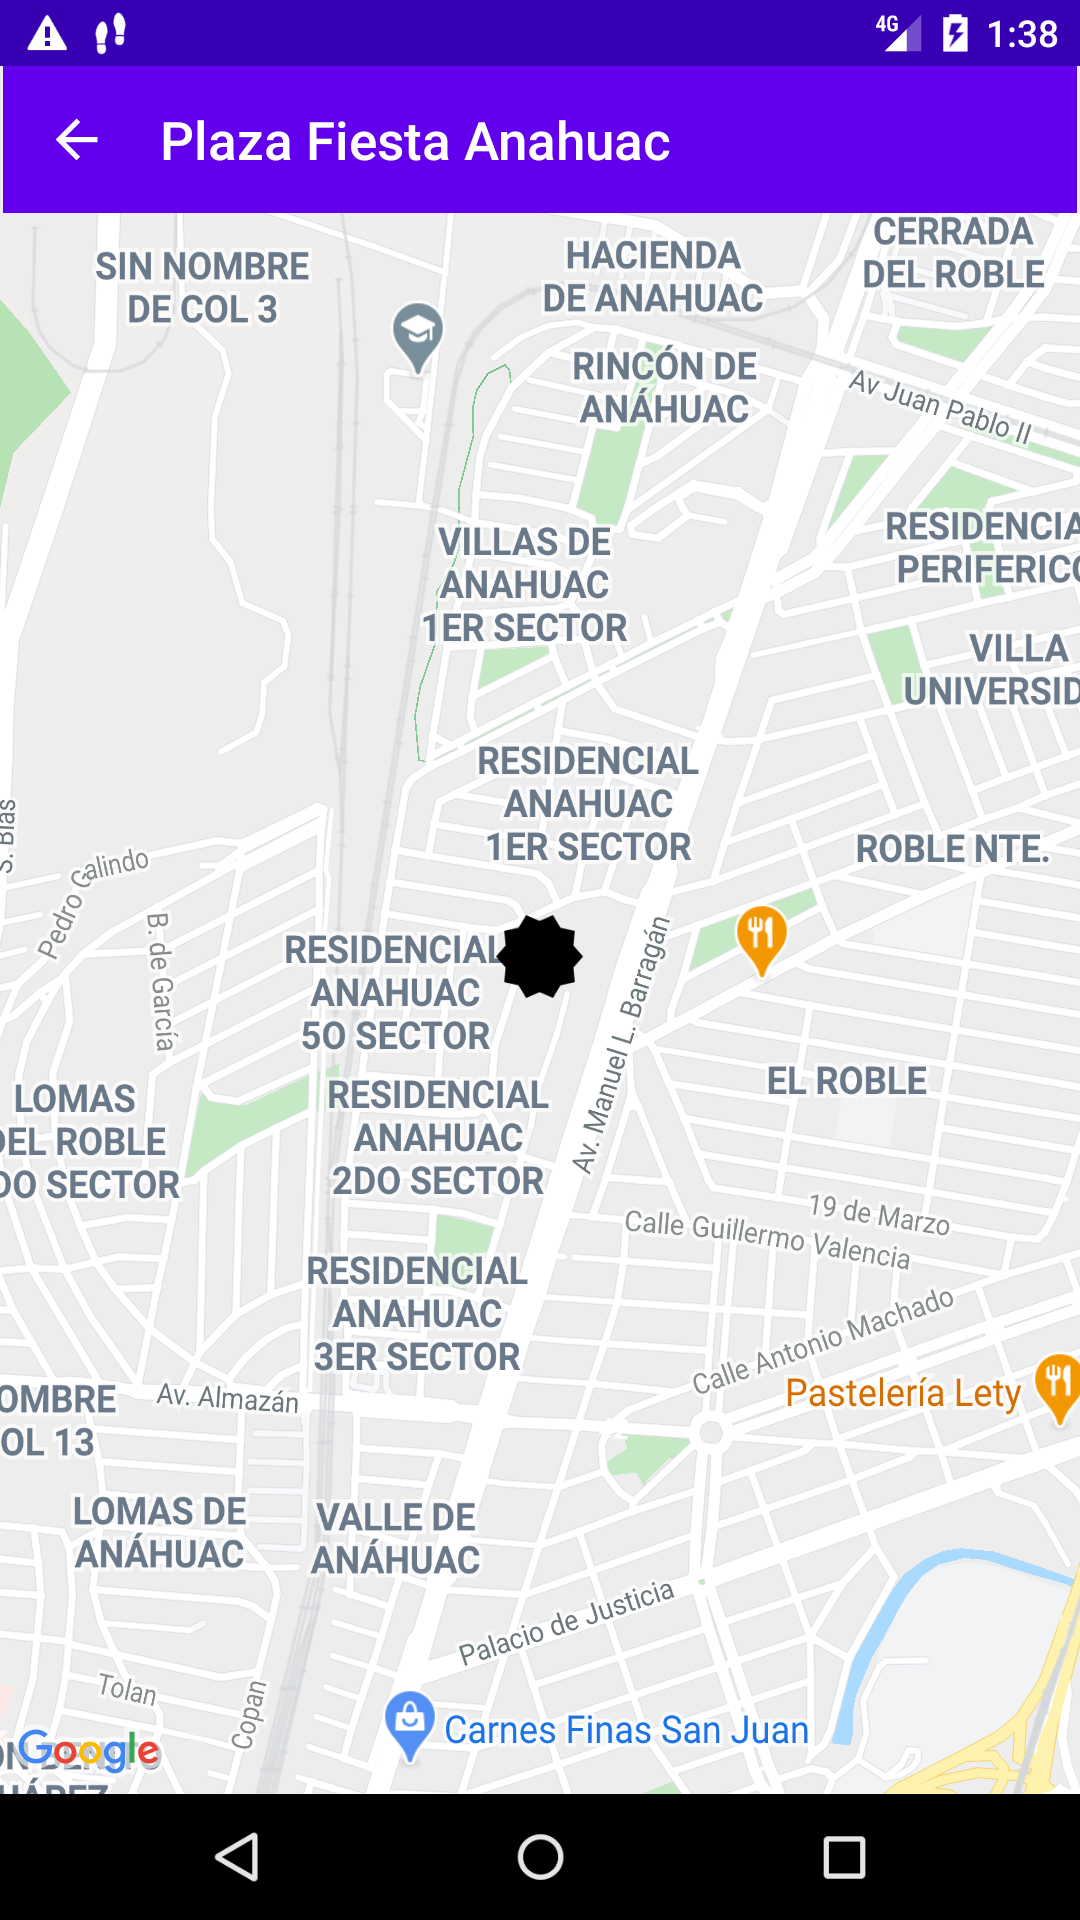 4G 1:38
Plaza Fiesta Anahuac
SIN NOMBRE
DE COL 3
HACIENDA
DE ANAHUAC
CERRADA
DEL ROBLE
RINCÓN DE
ANÁHUAC
Av Juan Pablo II
RESIDENCIA
PERIFERICO
VILLAS DE
ANAHUAC
1ER SECTOR
VILLA
UNIVERSID
RESIDENCIAL
ANAHUAC
1ER SECTOR
S. Blas
ROBLE NTE.
Pedro Galindo
B. de García
RESIDENCIAL
ANAHUAC
5O SECTOR
Av. Manuel L. Barragán
EL ROBLE
LOMAS
DEL ROBLE
DO SECTOR
RESIDENCIAL
ANAHUAC
2DO SECTOR
19 de Marzo
Calle Guillermo Valencia
RESIDENCIAL
ANAHUAC
3ER SECTOR
Calle Antonio Machado
Pastelería Lety
OMBRE
OL 13
Av. Almazán
LOMAS DE
ANÁHUAC
VALLE DE
ANÁHUAC
Palacio de Justicia
Tolan
Copan
Carnes Finas San Juan
Google